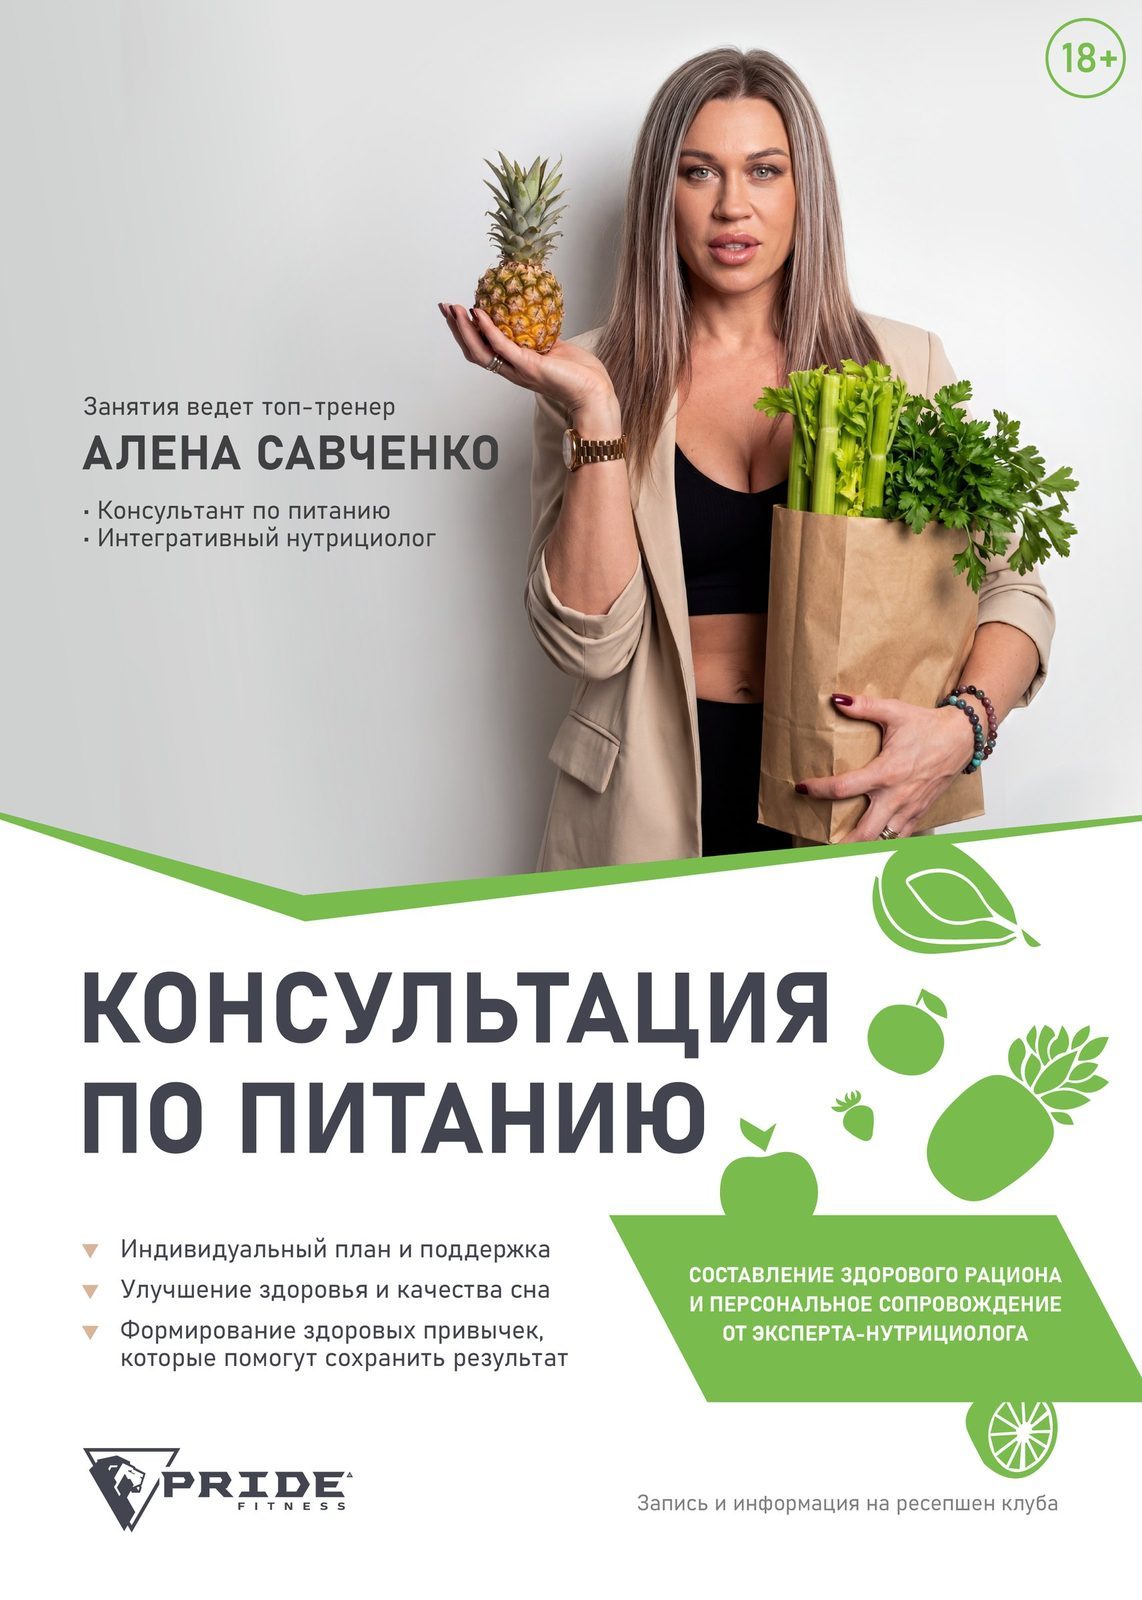 18+
Занятия ведет топ-тренер
АЛЕНА САВЧЕНКО
· Консультант по питанию
· Интегративный нутрициолог
КОНСУЛЬТАЦИЯ
ПО ПИТАНИЮ
Индивидуальный план и поддержка
Улучшение здоровья и качества сна
Формирование здоровых привычек,
которые помогут сохранить результат
СОСТАВЛЕНИЕ ЗДОРОВОГО РАЦИОНА
И ПЕРСОНАЛЬНОЕ СОПРОВОЖДЕНИЕ
ОТ ЭКСПЕРТА-НУТРИЦИОЛОГА
PRIDE
FITNESS
Запись и информация на ресепшен клуба